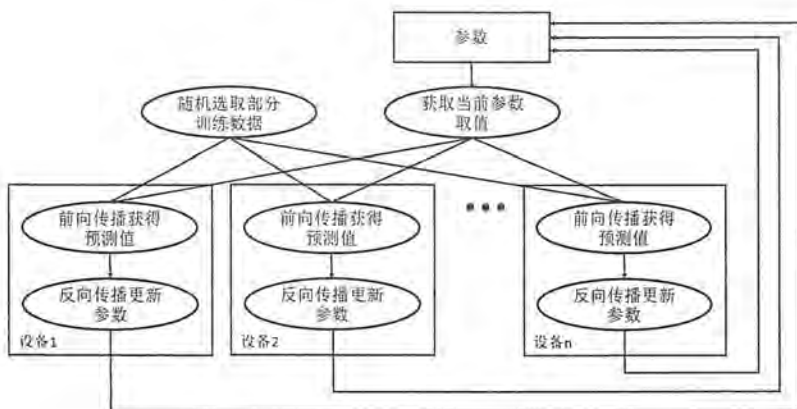 参数
随机选取部分
训练数据
获取当前参数
取值
前向传播获得
预测值
反向传播更新
参数
设备1
前向传播获得
预测值
反向传播更新
参数
设备2
前向传播获得
预测值
反向传播更新
参数
设备n